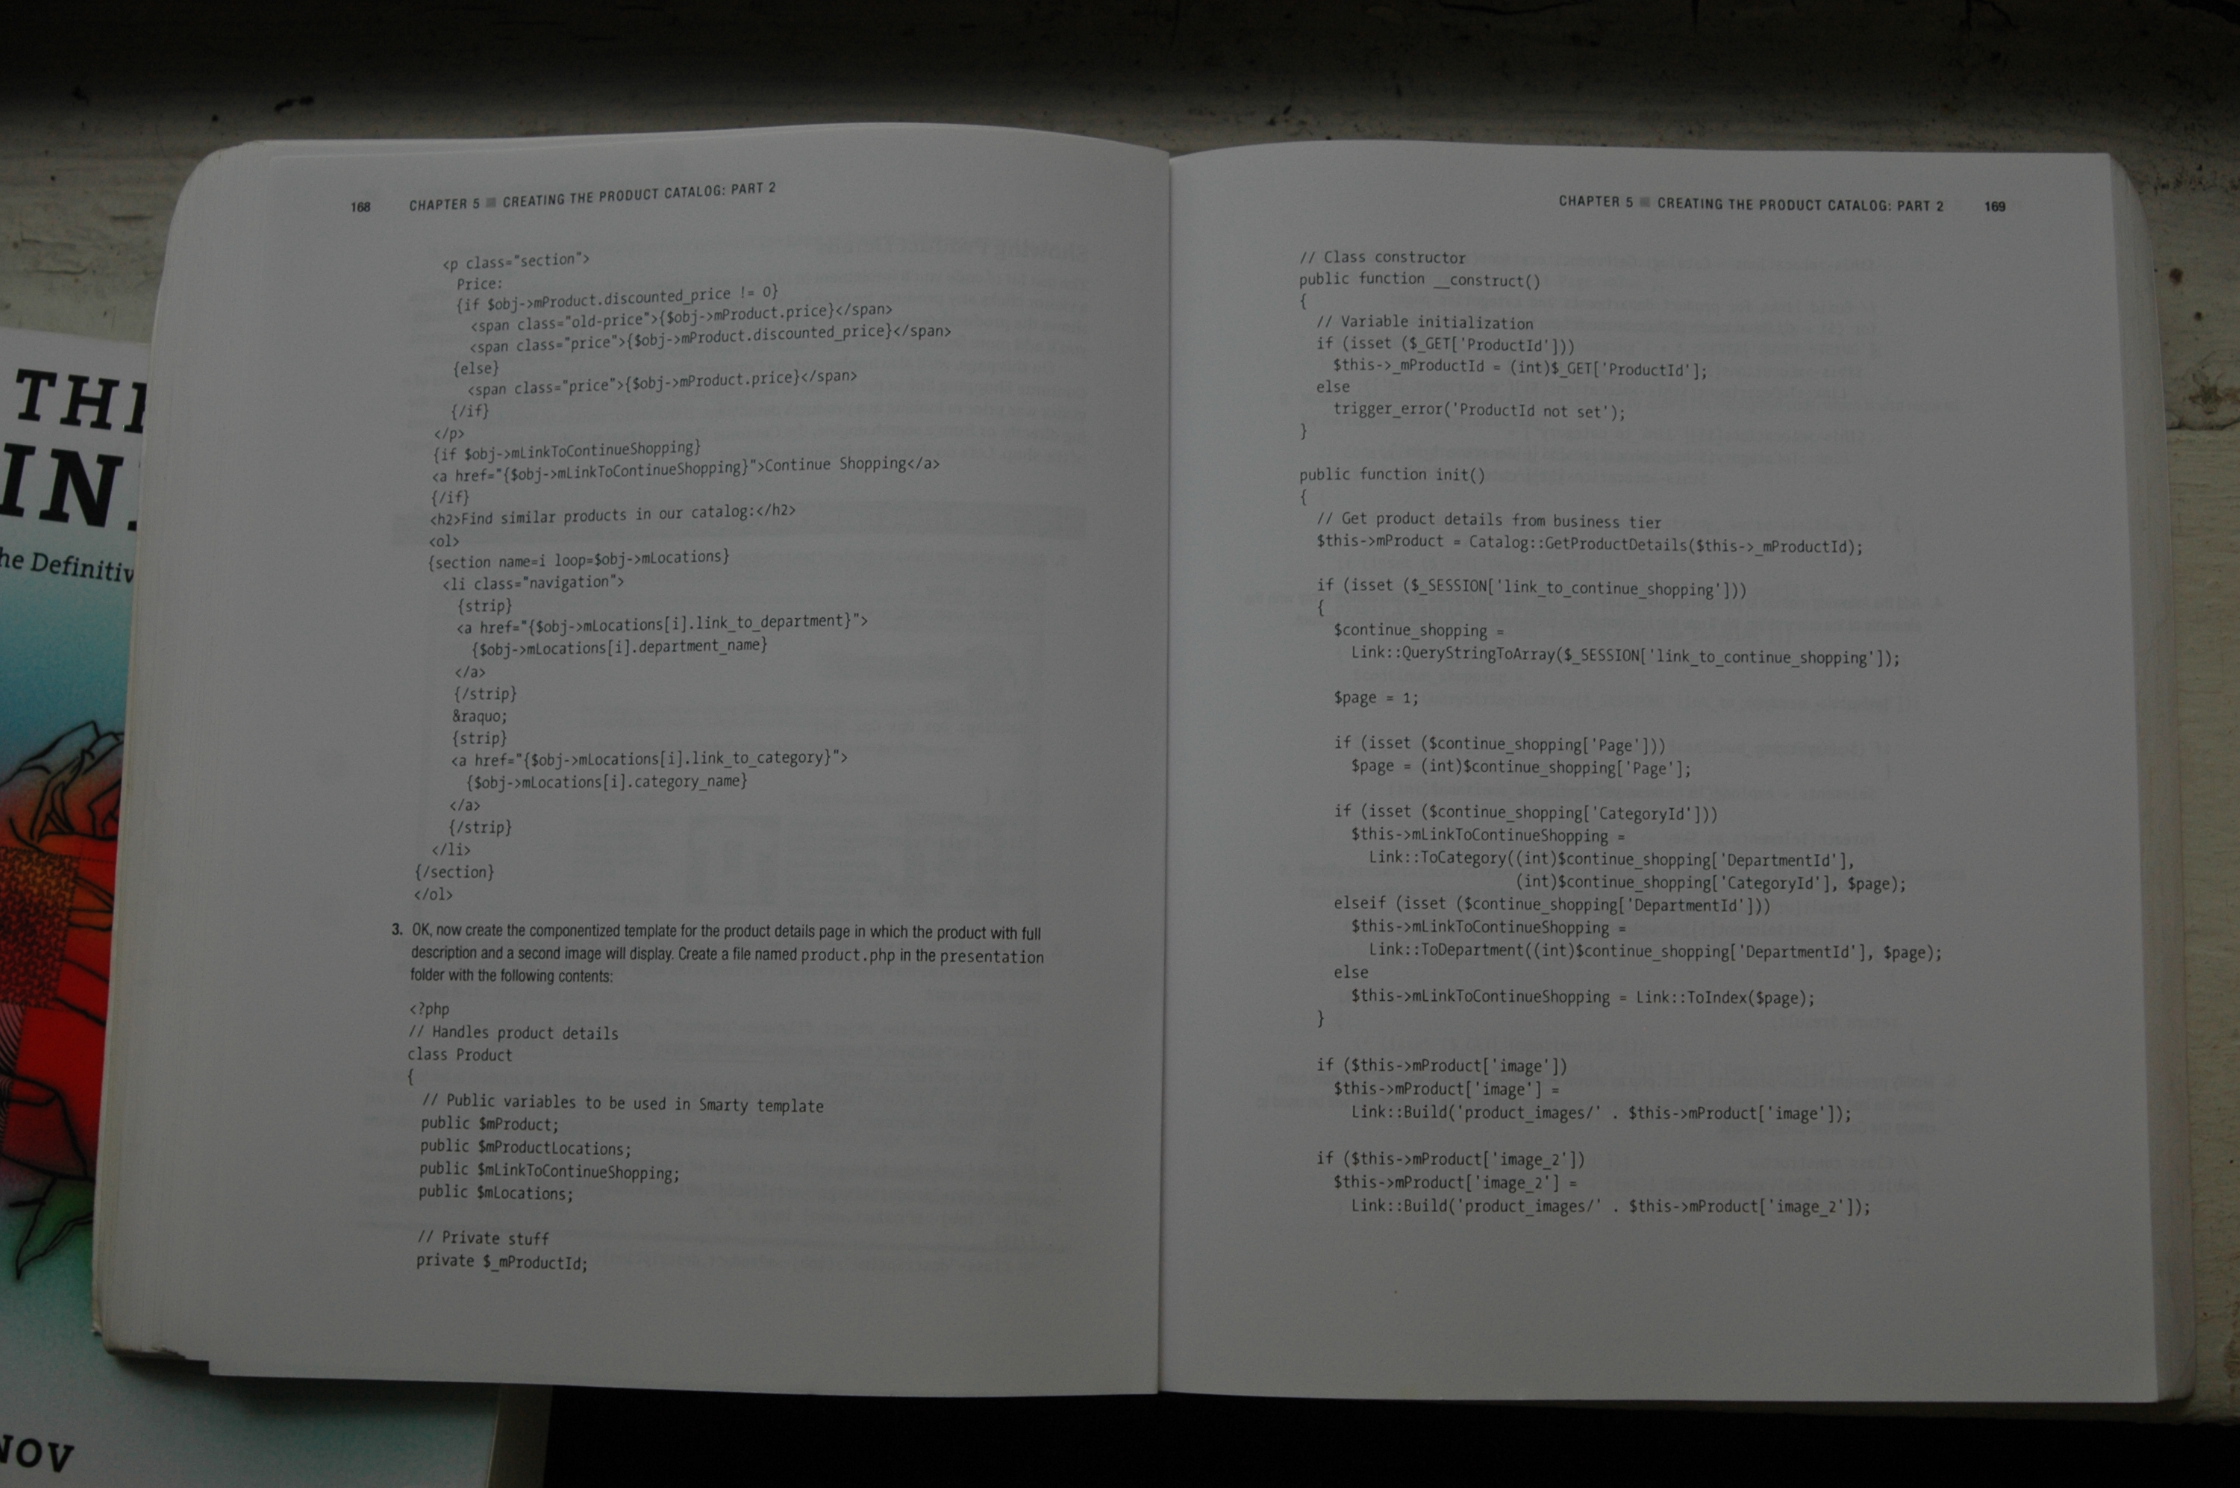 THE
IN
he Definitiv
NOV
168 CHAPTER 5 ■ CREATING THE PRODUCT CATALOG: PART 2
<p class="section">
Price:
{if $obj->mProduct.discounted_price != 0}
<span class="old-price">{$obj->mProduct.price}</span>
<span class="price">{$obj->mProduct.discounted_price}</span>
{else}
<span class="price">{$obj->mProduct.price}</span>
{/if}
</p>
{if $obj->mLinkToContinueShopping}
<a href="{$obj->mLinkToContinueShopping}">Continue Shopping</a>
{/if}
<h2>Find similar products in our catalog:</h2>
<ol>
{section name=i loop=$obj->mLocations}
<li class="navigation">
{strip}
<a href="{$obj->mLocations[i].link_to_department}">
{$obj->mLocations[i].department_name}
</a>
{/strip}
&raquo;
{strip}
<a href="{$obj->mLocations[i].link_to_category}">
{$obj->mLocations[i].category_name}
</a>
{/strip}
</li>
{/section}
</ol>
3. OK, now create the componentized template for the product details page in which the product with full
description and a second image will display. Create a file named product.php in the presentation
folder with the following contents:
<?php
// Handles product details
class Product
{
// Public variables to be used in Smarty template
public $mProduct;
public $mProductLocations;
public $mLinkToContinueShopping;
public $mLocations;
// Private stuff
private $_mProductId;
CHAPTER 5 ■ CREATING THE PRODUCT CATALOG: PART 2 169
// Class constructor
public function __construct()
{
// Variable initialization
if (isset ($_GET['ProductId']))
$this->_mProductId = (int)$_GET['ProductId'];
else
trigger_error('ProductId not set');
}
public function init()
{
// Get product details from business tier
$this->mProduct = Catalog::GetProductDetails($this->_mProductId);
if (isset ($_SESSION['link_to_continue_shopping']))
{
$continue_shopping =
Link::QueryStringToArray($_SESSION['link_to_continue_shopping']);
$page = 1;
if (isset ($continue_shopping['Page']))
$page = (int)$continue_shopping['Page'];
if (isset ($continue_shopping['CategoryId']))
$this->mLinkToContinueShopping =
Link::ToCategory((int)$continue_shopping['DepartmentId'],
(int)$continue_shopping['CategoryId'], $page);
elseif (isset ($continue_shopping['DepartmentId']))
$this->mLinkToContinueShopping =
Link::ToDepartment((int)$continue_shopping['DepartmentId'], $page);
else
$this->mLinkToContinueShopping = Link::ToIndex($page);
}
if ($this->mProduct['image'])
$this->mProduct['image'] =
Link::Build('product_images/' . $this->mProduct['image']);
if ($this->mProduct['image_2'])
$this->mProduct['image_2'] =
Link::Build('product_images/' . $this->mProduct['image_2']);